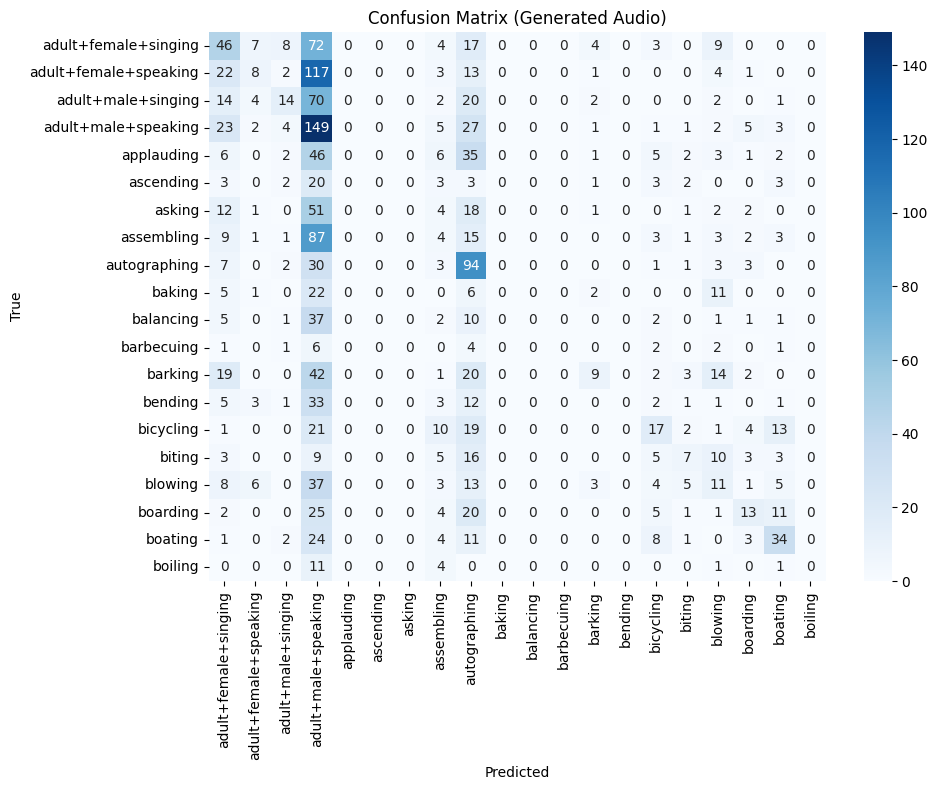 Confusion Matrix (Generated Audio)
adult+female+singing 46 7 8 72 0 0 0 4 17 0 0 0 4 0 3 0 9 0 0 0
adult+female+speaking 22 8 2 117 0 0 0 3 13 0 0 0 1 0 0 0 4 1 0 0
adult+male+singing 14 4 14 70 0 0 0 2 20 0 0 0 2 0 0 0 2 0 1 0
adult+male+speaking 23 2 4 149 0 0 0 5 27 0 0 0 1 0 1 1 2 5 3 0
applauding 6 0 2 46 0 0 0 6 35 0 0 0 1 0 5 2 3 1 2 0
ascending 3 0 2 20 0 0 0 3 3 0 0 0 1 0 3 2 0 0 3 0
asking 12 1 0 51 0 0 0 4 18 0 0 0 1 0 0 1 2 2 0 0
assembling 9 1 1 87 0 0 0 4 15 0 0 0 0 0 3 1 3 2 3 0
autographing 7 0 2 30 0 0 0 3 94 0 0 0 0 0 1 1 3 3 0 0
baking 5 1 0 22 0 0 0 0 6 0 0 0 2 0 0 0 11 0 0 0
balancing 5 0 1 37 0 0 0 2 10 0 0 0 0 0 2 0 1 1 1 0
barbecuing 1 0 1 6 0 0 0 0 4 0 0 0 0 0 2 0 2 0 1 0
barking 19 0 0 42 0 0 0 1 20 0 0 0 9 0 2 3 14 2 0 0
bending 5 3 1 33 0 0 0 3 12 0 0 0 0 0 2 1 1 0 1 0
bicycling 1 0 0 21 0 0 0 10 19 0 0 0 0 0 17 2 1 4 13 0
biting 3 0 0 9 0 0 0 5 16 0 0 0 0 0 5 7 10 3 3 0
blowing 8 6 0 37 0 0 0 3 13 0 0 0 3 0 4 5 11 1 5 0
boarding 2 0 0 25 0 0 0 4 20 0 0 0 0 0 5 1 1 13 11 0
boating 1 0 2 24 0 0 0 4 11 0 0 0 0 0 8 1 0 3 34 0
boiling 0 0 0 11 0 0 0 4 0 0 0 0 0 0 0 0 1 0 1 0
True
adult+female+singing
adult+female+speaking
adult+male+singing
adult+male+speaking
applauding
ascending
asking
assembling
autographing
baking
balancing
barbecuing
barking
bending
bicycling
biting
blowing
boarding
boating
boiling
Predicted
140
120
100
80
60
40
20
0